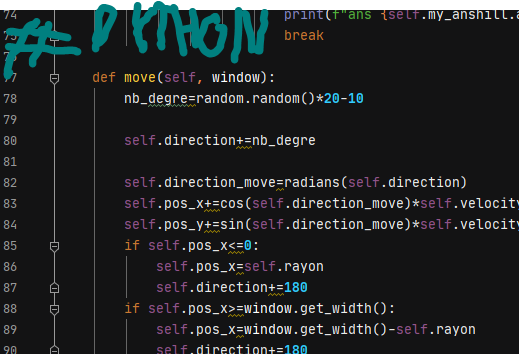 74 print(f"ans {self.my_anshill.a
# PYTHON
75 break
77 def move(self, window):
78 nb_degre=random.random()*20-10
79
80 self.direction+=nb_degre
81
82 self.direction_move=radians(self.direction)
83 self.pos_x+=cos(self.direction_move)*self.velocity
84 self.pos_y+=sin(self.direction_move)*self.velocity
85 if self.pos_x<=0:
86 self.pos_x=self.rayon
87 self.direction+=180
88 if self.pos_x>=window.get_width():
89 self.pos_x=window.get_width()-self.rayon
90 self.direction+=180